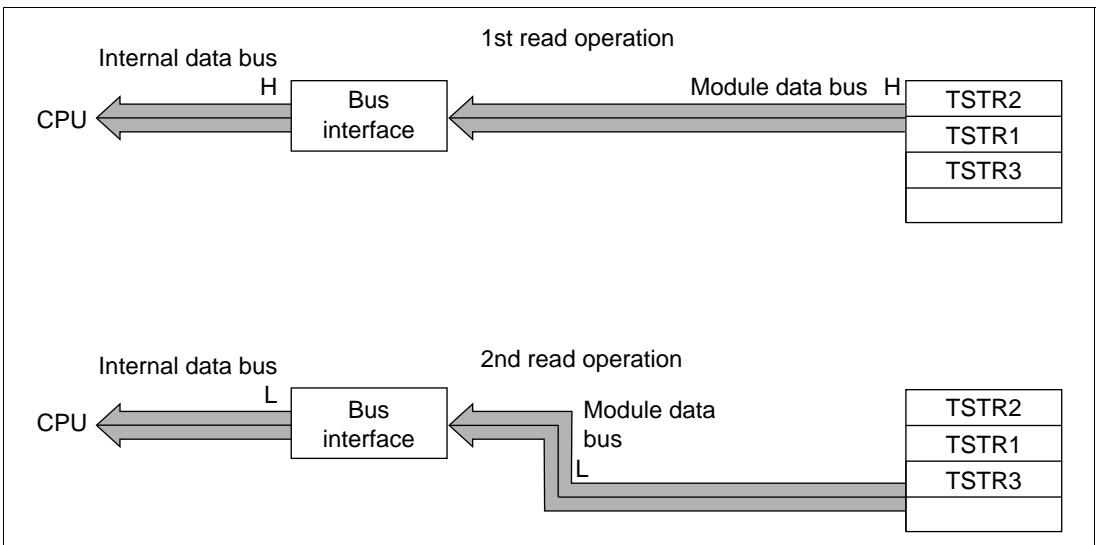 1st read operation
Internal data bus
H
Module data bus H
CPU
Bus
interface
TSTR2
TSTR1
TSTR3
2nd read operation
Internal data bus
L
CPU
Bus
interface
Module data
bus
L
TSTR2
TSTR1
TSTR3